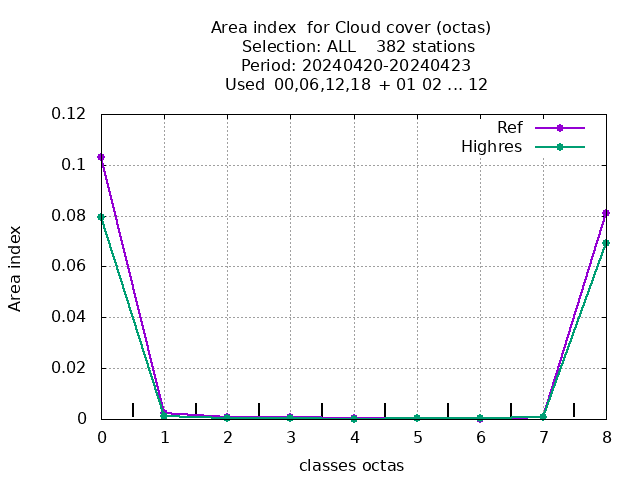 Area index  for Cloud cover (octas)
Selection: ALL    382 stations
Period: 20240420-20240423
Used  00,06,12,18 + 01 02 ... 12
0.12
Ref
Highres
0.1
0.08
0.06
0.04
0.02
0
Area index
0 1 2 3 4 5 6 7 8
classes octas